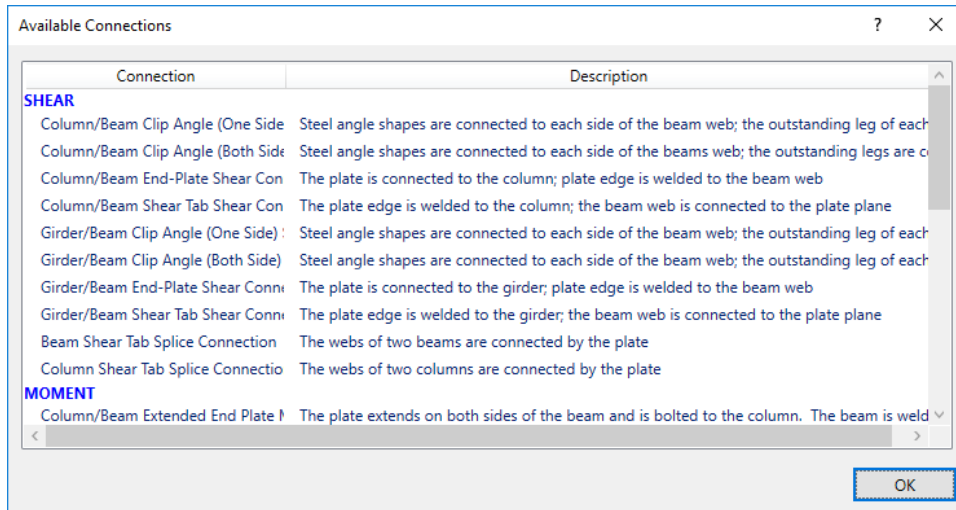 Available Connections ?
Connection Description
SHEAR
Column/Beam Clip Angle (One Side Steel angle shapes are connected to each side of the beam web; the outstanding leg of each
Column/Beam Clip Angle (Both Side Steel angle shapes are connected to each side of the beams web; the outstanding legs are c
Column/Beam End-Plate Shear Con The plate is connected to the column; plate edge is welded to the beam web
Column/Beam Shear Tab Shear Con The plate edge is welded to the column; the beam web is connected to the plate plane
Girder/Beam Clip Angle (One Side) Steel angle shapes are connected to each side of the beam web; the outstanding leg of each
Girder/Beam Clip Angle (Both Side) Steel angle shapes are connected to each side of the beam web; the outstanding leg of each
Girder/Beam End-Plate Shear Conn The plate is connected to the girder; plate edge is welded to the beam web
Girder/Beam Shear Tab Shear Conn The plate edge is welded to the girder; the beam web is connected to the plate plane
Beam Shear Tab Splice Connection The webs of two beams are connected by the plate
Column Shear Tab Splice Connectio The webs of two columns are connected by the plate
MOMENT
Column/Beam Extended End Plate The plate extends on both sides of the beam and is bolted to the column. The beam is weld
OK